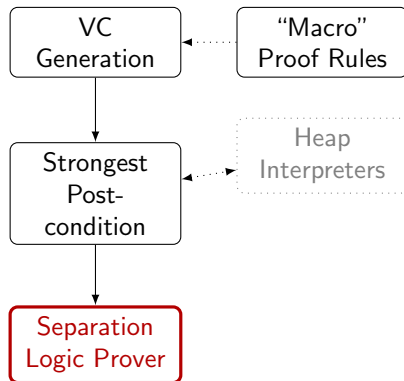 VC
Generation
“Macro”
Proof Rules
Strongest
Post-
condition
Heap
Interpreters
Separation
Logic Prover